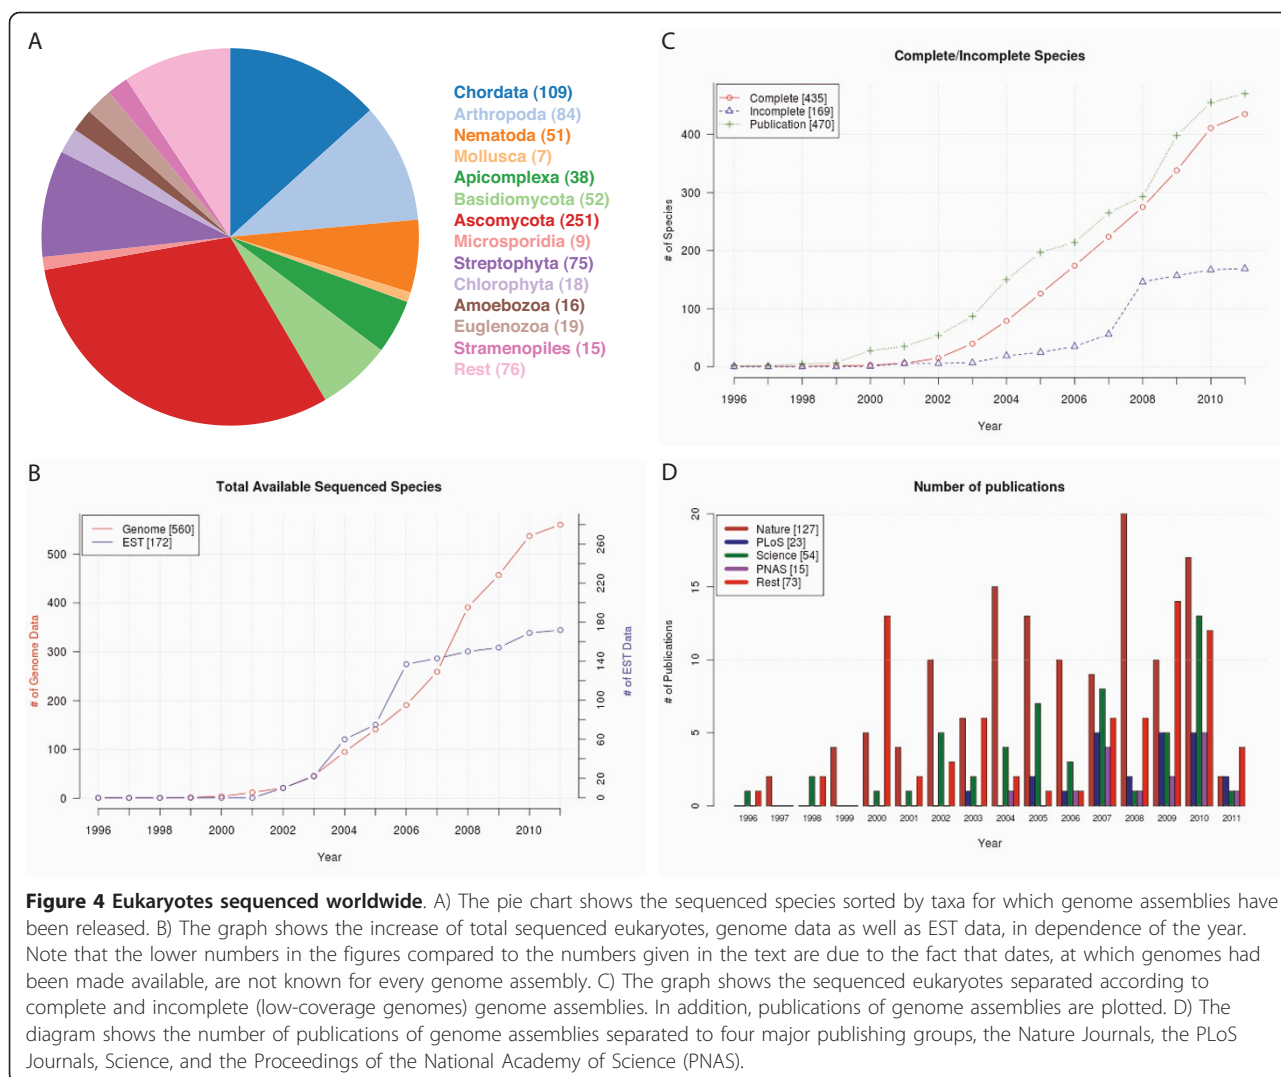 A
Chordata (109)
Arthropoda (84)
Nematoda (51)
Mollusca (7)
Apicomplexa (38)
Basidiomycota (52)
Ascomycota (251)
Microsporidia (9)
Streptophyta (75)
Chlorophyta (18)
Amoebozoa (16)
Euglenozoa (19)
Stramenopiles (15)
Rest (76)
B
Total Available Sequenced Species
Genome [560]
EST [172]
# of Genome Data
0
100
200
300
400
500
# of EST Data
0
20
60
100
140
180
220
260
1996
1998
2000
2002
2004
2006
2008
2010
Year
C
Complete/Incomplete Species
Complete [435]
Incomplete [169]
Publication [470]
# of Species
0
100
200
300
400
1996
1998
2000
2002
2004
2006
2008
2010
Year
D
Number of publications
Nature [127]
PLoS [23]
Science [54]
PNAS [15]
Rest [73]
# of Publications
0
5
10
15
20
1996
1997
1998
1999
2000
2001
2002
2003
2004
2005
2006
2007
2008
2009
2010
2011
Year
Figure 4 Eukaryotes sequenced worldwide. A) The pie chart shows the sequenced species sorted by taxa for which genome assemblies have
been released. B) The graph shows the increase of total sequenced eukaryotes, genome data as well as EST data, in dependence of the year.
Note that the lower numbers in the figures compared to the numbers given in the text are due to the fact that dates, at which genomes had
been made available, are not known for every genome assembly. C) The graph shows the sequenced eukaryotes separated according to
complete and incomplete (low-coverage genomes) genome assemblies. In addition, publications of genome assemblies are plotted. D) The
diagram shows the number of publications of genome assemblies separated to four major publishing groups, the Nature Journals, the PLoS
Journals, Science, and the Proceedings of the National Academy of Science (PNAS).